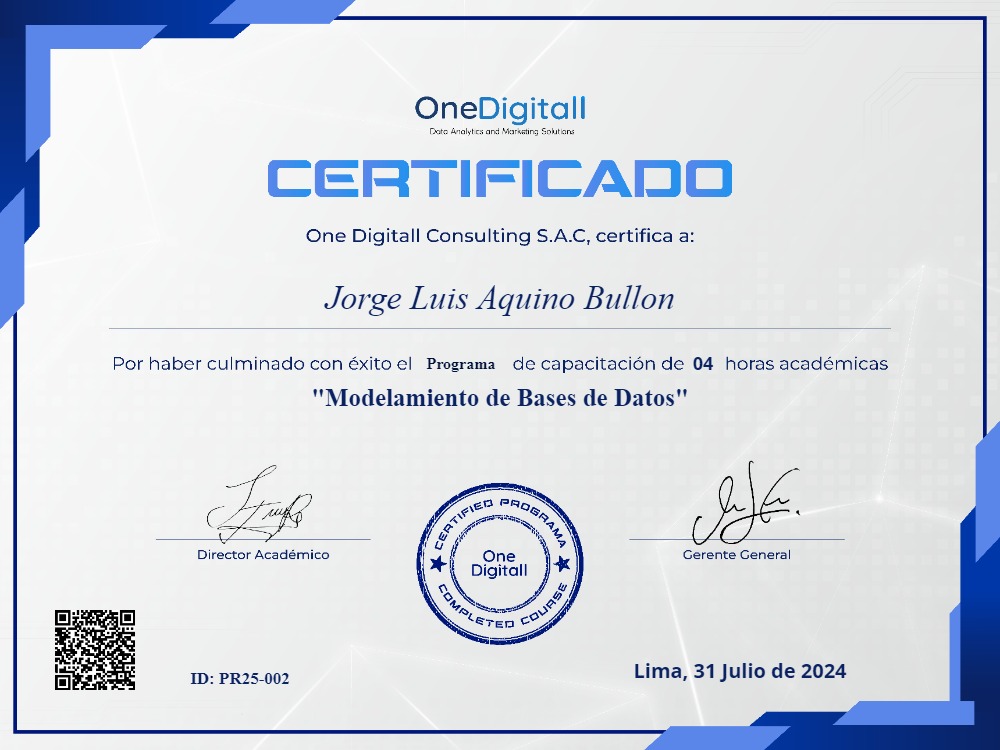 OneDigitall
Data Analytics and Marketing Solutions
CERTIFICADO
One Digitall Consulting S.A.C, certifica a:
Jorge Luis Aquino Bullon
Por haber culminado con éxito el Programa de capacitación de 04 horas académicas
"Modelamiento de Bases de Datos"
Director Académico
CERTIFIED PROGRAMA
One
Digitall
COMPLETED COURSE
Gerente General
ID: PR25-002
Lima, 31 Julio de 2024